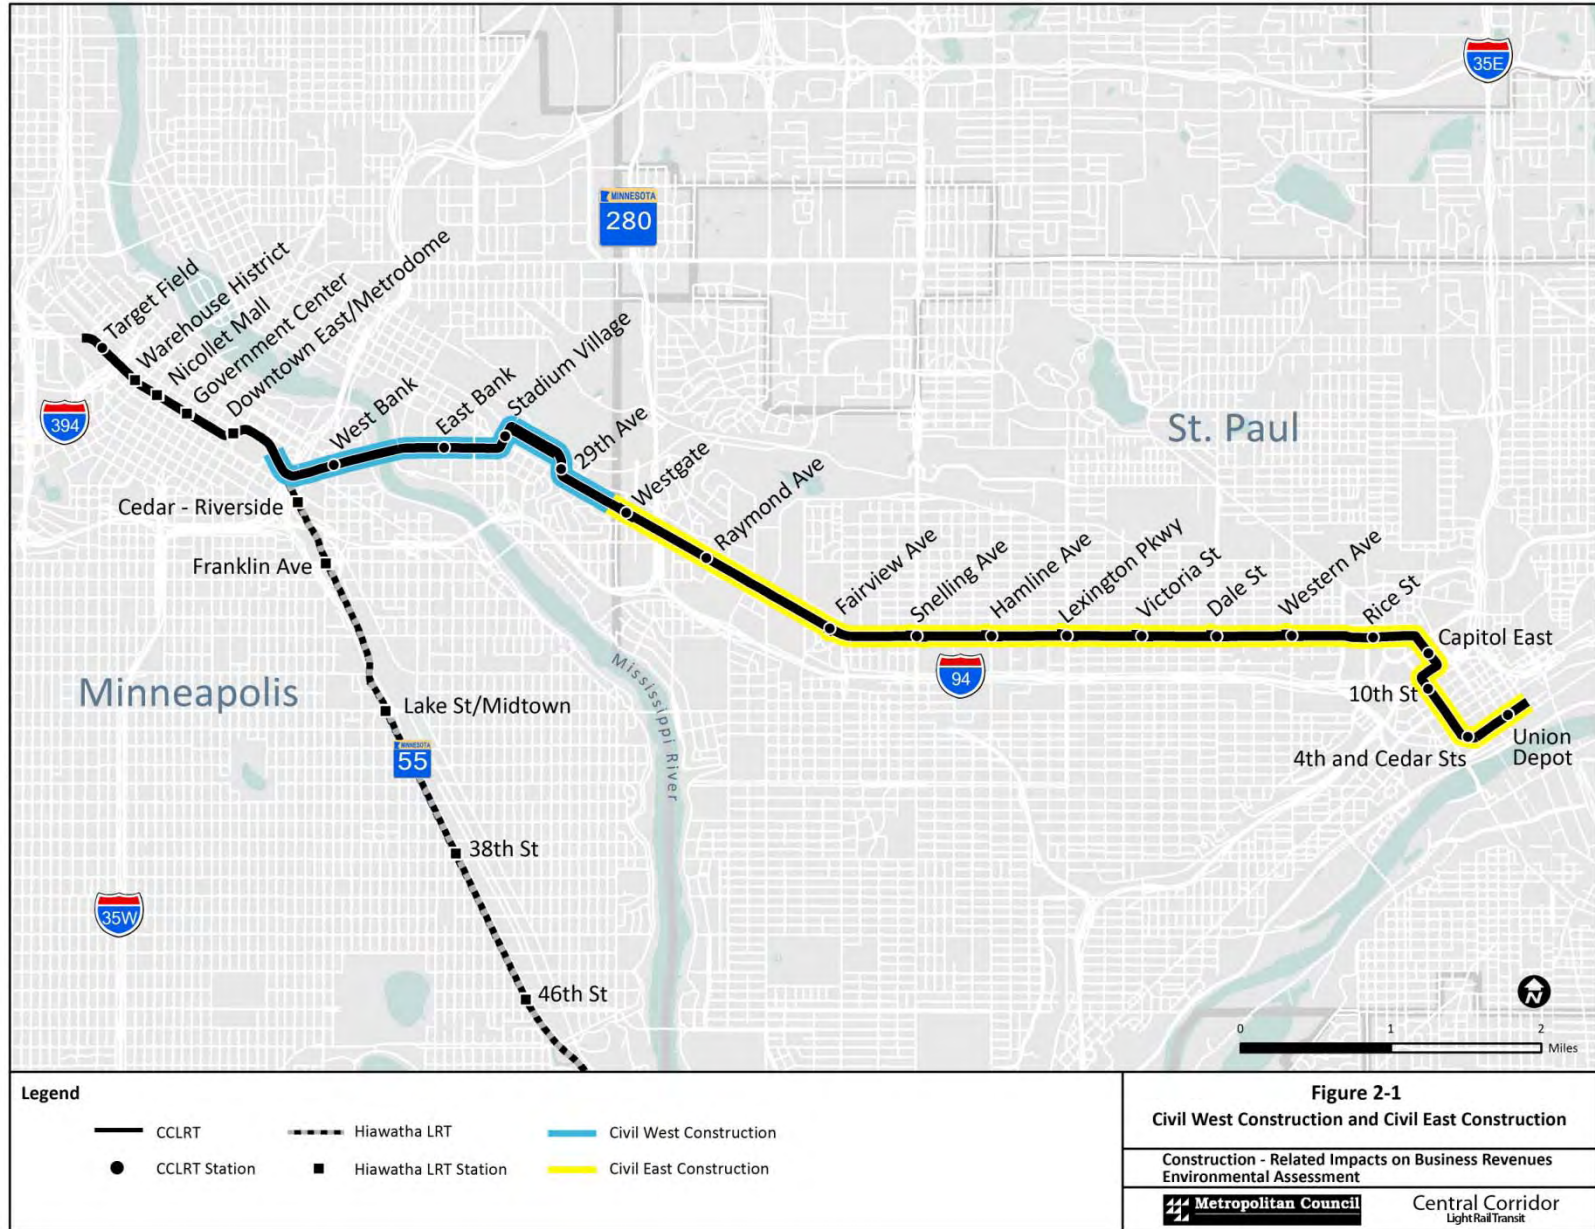 35E
MINNESOTA
280
Target Field
Warehouse Histrict
Nicollet Mall
Government Center
Downtown East/Metrodome
394
West Bank
East Bank
Stadium Village
29th Ave
Westgate
Raymond Ave
St. Paul
Fairview Ave
Snelling Ave
Hamline Ave
Lexington Pkwy
Victoria St
Dale St
Western Ave
Rice St
Capitol East
10th St
4th and Cedar Sts
Union
Depot
94
Cedar - Riverside
Franklin Ave
Minneapolis
Mississippi River
Lake St/Midtown
MINNESOTA
55
38th St
35W
46th St
N
0 1 2
Miles
Legend
CCLRT
Hiawatha LRT
Civil West Construction
CCLRT Station
Hiawatha LRT Station
Civil East Construction
Figure 2-1
Civil West Construction and Civil East Construction
Construction - Related Impacts on Business Revenues
Environmental Assessment
Metropolitan Council
Central Corridor
Light Rail Transit